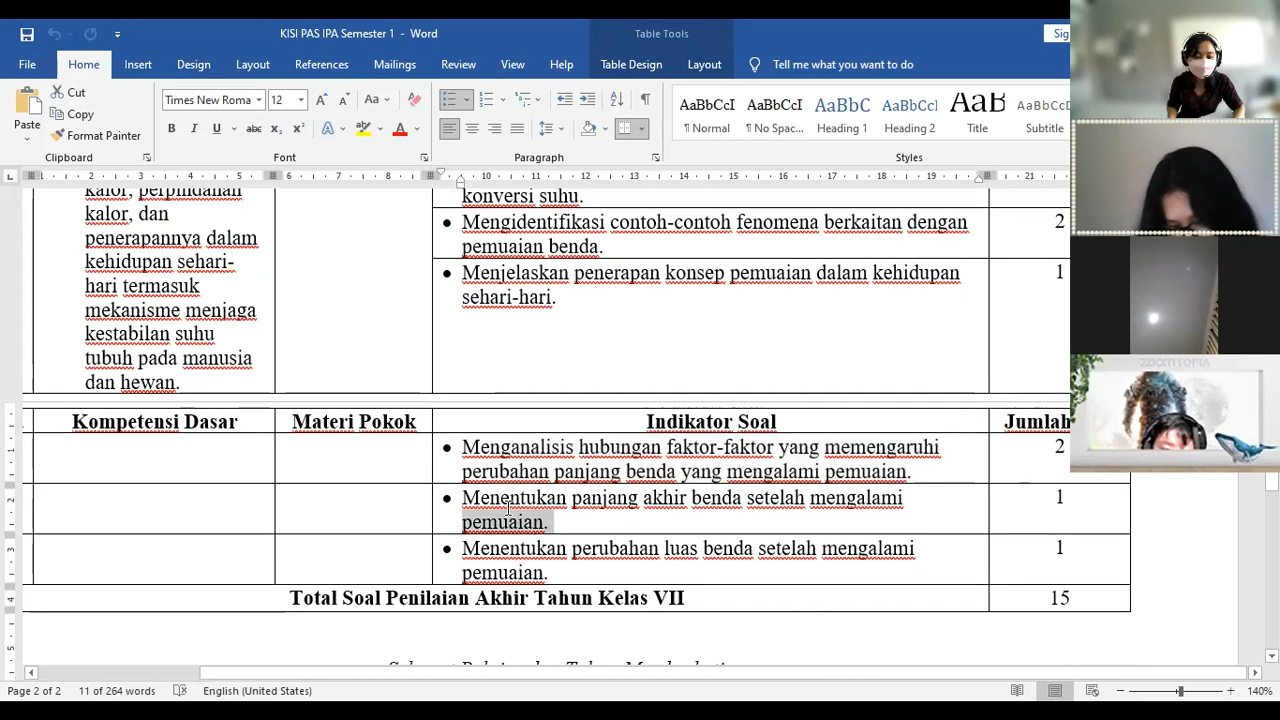 KISI PAS IPA Semester 1 - Word
Table Tools
Sig
File Home Insert Design Layout References Mailings Review View Help Table Design Layout Tell me what you want to do
Paste
Cut
Copy
Format Painter
Times New Roma 12
AaBbCcI AaBbCcI AaBbC AaBbCcI AaB AaBbCcI
¶ Normal ¶ No Spac... Heading 1 Heading 2 Title Subtitle
Clipboard Font Paragraph Styles
kalor, perpindahan
kalor, dan
penerapannya dalam
kehidupan sehari-
hari termasuk
mekanisme menjaga
kestabilan suhu
tubuh pada manusia
dan hewan.
konversi suhu.
• Mengidentifikasi contoh-contoh fenomena berkaitan dengan
pemuaian benda.
2
• Menjelaskan penerapan konsep pemuaian dalam kehidupan
sehari-hari.
1
Kompetensi Dasar Materi Pokok Indikator Soal Jumlah
• Menganalisis hubungan faktor-faktor yang memengaruhi
perubahan panjang benda yang mengalami pemuaian.
2
• Menentukan panjang akhir benda setelah mengalami
pemuaian.
1
• Menentukan perubahan luas benda setelah mengalami
pemuaian.
1
Total Soal Penilaian Akhir Tahun Kelas VII 15
Page 2 of 2 11 of 264 words English (United States) 140%
ZOOMTOPIA